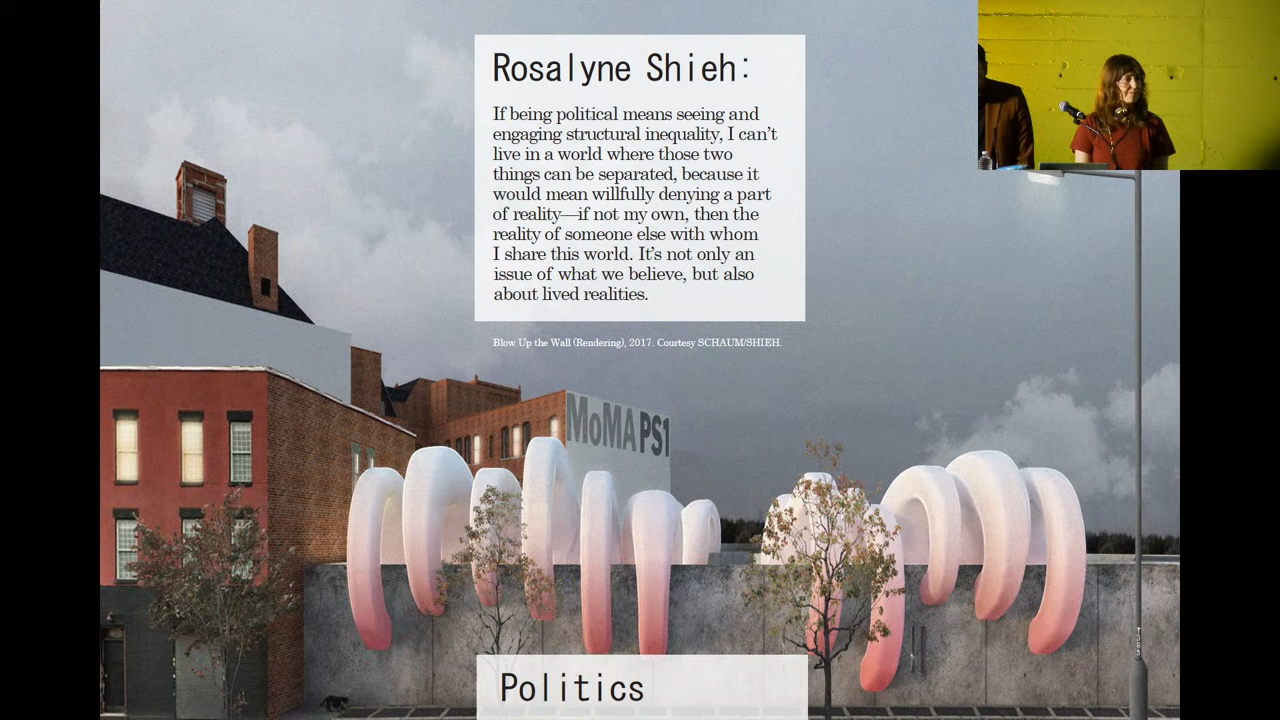 Rosalyne Shieh:
If being political means seeing and
engaging structural inequality, I can't
live in a world where those two
things can be separated, because it
would mean willfully denying a part
of reality—if not my own, then the
reality of someone else with whom
I share this world. It's not only an
issue of what we believe, but also
about lived realities.
Blow Up the Wall (Rendering), 2017. Courtesy SCHAUM/SHIEH.
MoMA PS1
Politics